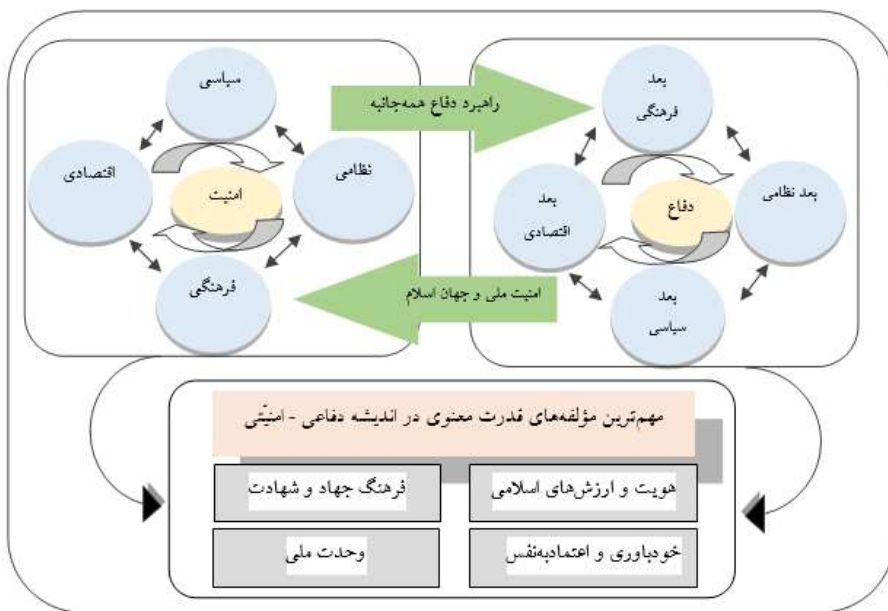 بعد
فرهنگی
بعد نظامی
دفاع
بعد
اقتصادی
بعد
سیاسی
راهبرد دفاع همه‌جانبه
امنیت ملی و جهان اسلام
سیاسی
نظامی
امنیت
اقتصادی
فرهنگی
مهم‌ترین مؤلفه‌های قدرت معنوی در اندیشه دفاعی - امنیّتی
هویت و ارزش‌های اسلامی
فرهنگ جهاد و شهادت
خودباوری و اعتمادبه‌نفس
وحدت ملی